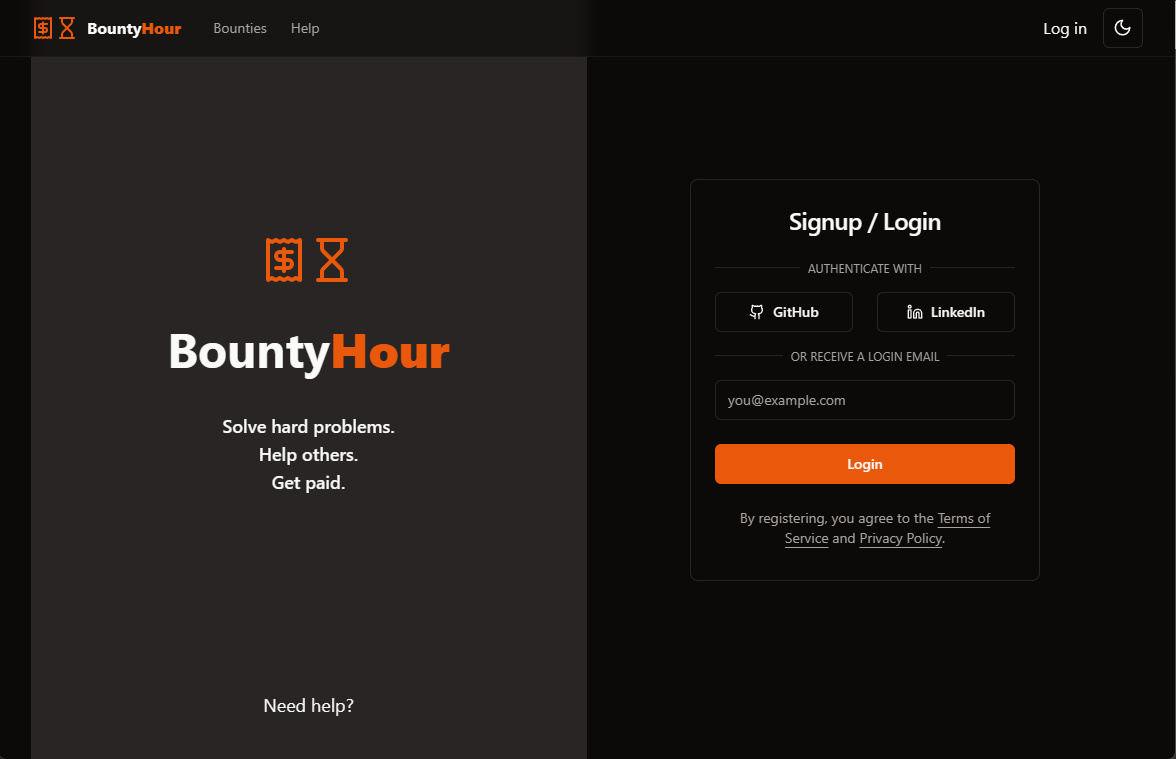 BountyHour
Bounties
Help
Log in
BountyHour
Solve hard problems.
Help others.
Get paid.
Need help?
Signup / Login
AUTHENTICATE WITH
GitHub
LinkedIn
OR RECEIVE A LOGIN EMAIL
you@example.com
Login
By registering, you agree to the Terms of
Service and Privacy Policy.